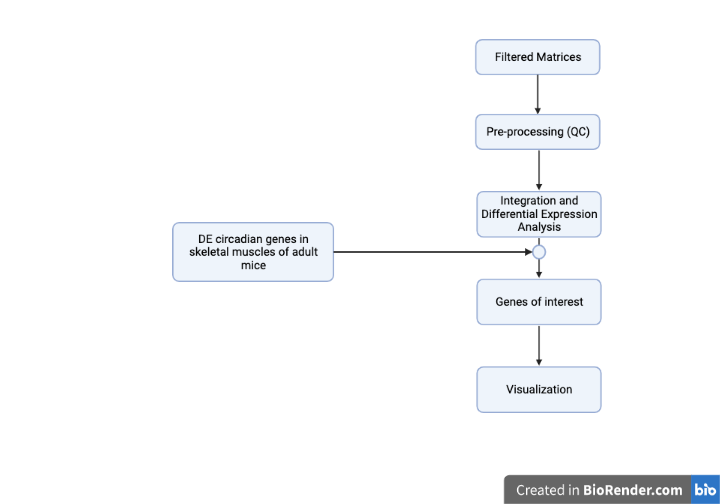 Filtered Matrices
Pre-processing (QC)
Integration and
Differential Expression
Analysis
DE circadian genes in
skeletal muscles of adult
mice
Genes of interest
Visualization
Created in BioRender.com bio